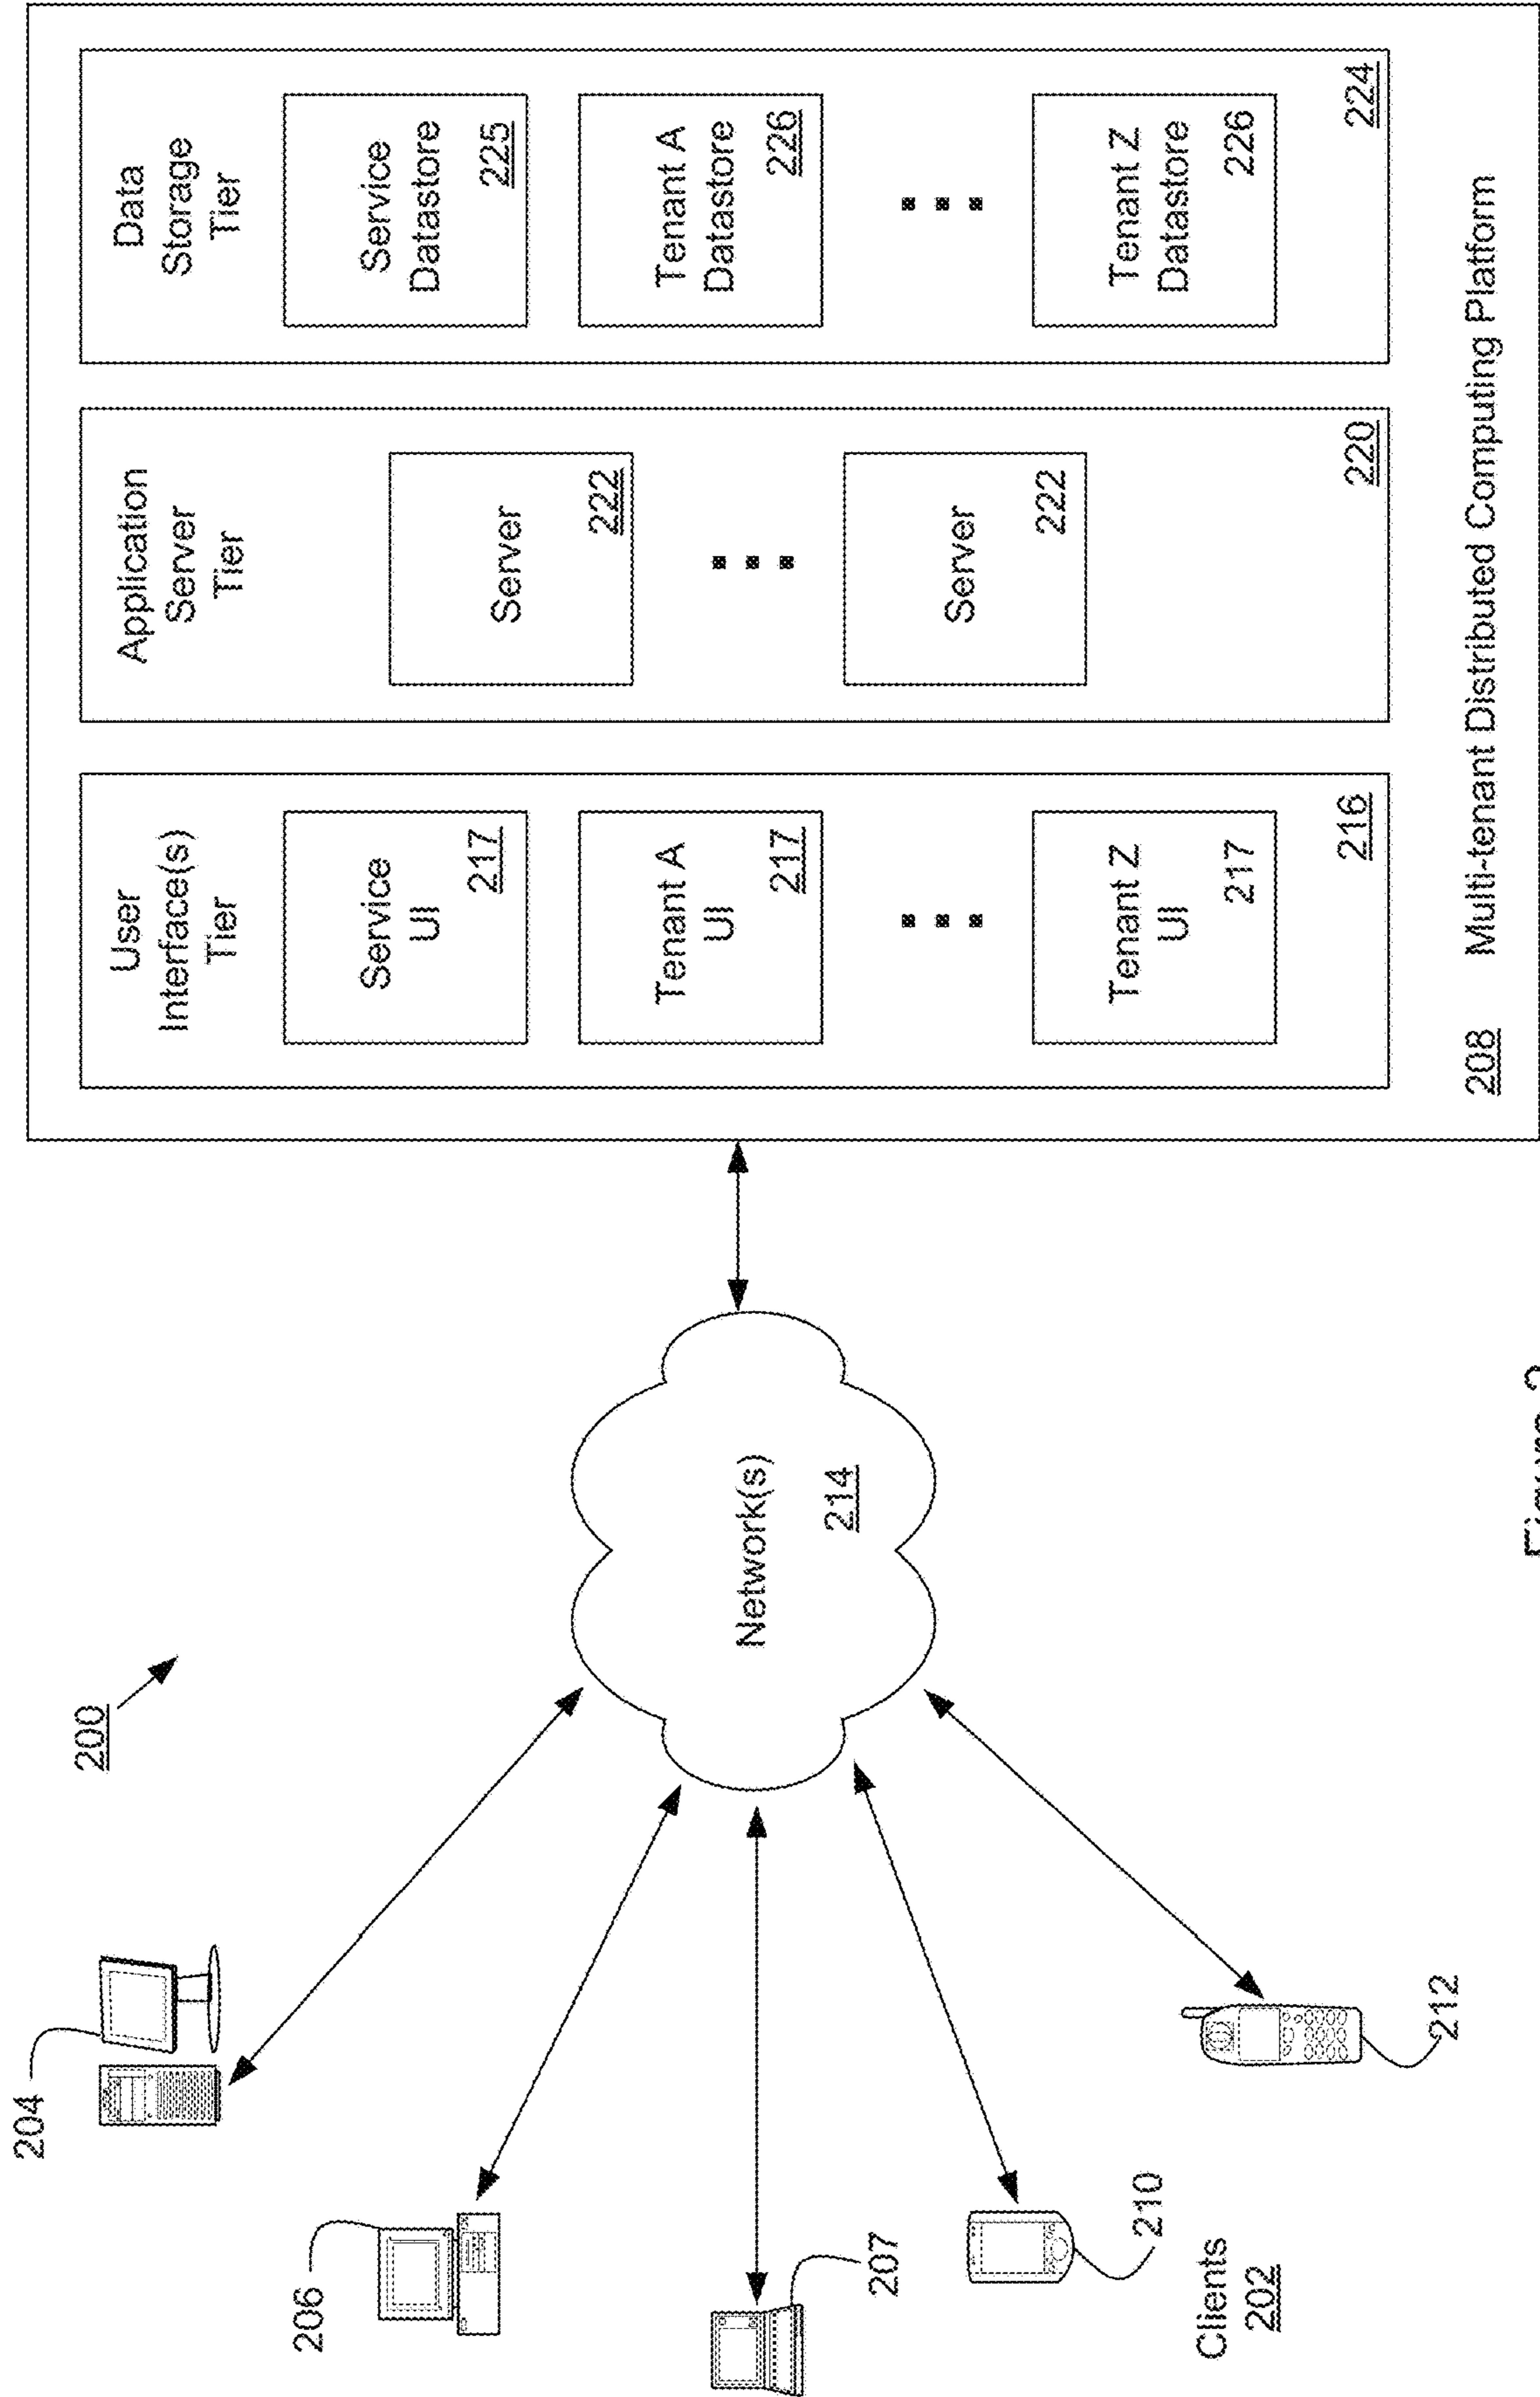 200
204
206
207
210
212
Clients
202
Network(s)
214
User
Interface(s)
Tier
Service
UI
217
Tenant A
UI
217
Tenant Z
UI
217
216
Application
Server
Tier
Server
222
Server
222
220
Data
Storage
Tier
Service
Datastore
225
Tenant A
Datastore
226
Tenant Z
Datastore
226
224
208 Multi-tenant Distributed Computing Platform